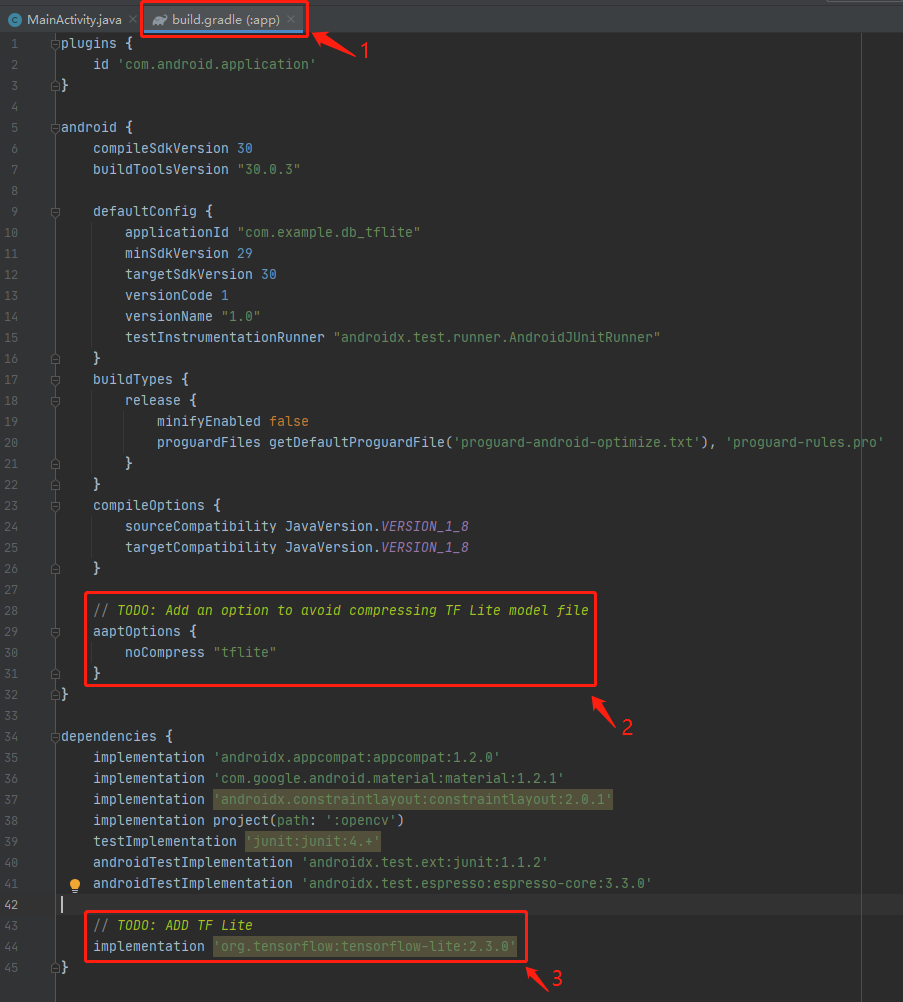 MainActivity.java
build.gradle (:app)
1
1 plugins {
2 id 'com.android.application'
3 }
4
5 android {
6 compileSdkVersion 30
7 buildToolsVersion "30.0.3"
8
9 defaultConfig {
10 applicationId "com.example.db_tflite"
11 minSdkVersion 29
12 targetSdkVersion 30
13 versionCode 1
14 versionName "1.0"
15 testInstrumentationRunner "androidx.test.runner.AndroidJUnitRunner"
16 }
17 buildTypes {
18 release {
19 minifyEnabled false
20 proguardFiles getDefaultProguardFile('proguard-android-optimize.txt'), 'proguard-rules.pro'
21 }
22 }
23 compileOptions {
24 sourceCompatibility JavaVersion.VERSION_1_8
25 targetCompatibility JavaVersion.VERSION_1_8
26 }
27
28 // TODO: Add an option to avoid compressing TF Lite model file
29 aaptOptions {
30 noCompress "tflite"
31 }
32 }
2
33
34 dependencies {
35 implementation 'androidx.appcompat:appcompat:1.2.0'
36 implementation 'com.google.android.material:material:1.2.1'
37 implementation 'androidx.constraintlayout:constraintlayout:2.0.1'
38 implementation project(path: ':opencv')
39 testImplementation 'junit:junit:4.+'
40 androidTestImplementation 'androidx.test.ext:junit:1.1.2'
41 androidTestImplementation 'androidx.test.espresso:espresso-core:3.3.0'
42
43 // TODO: ADD TF Lite
44 implementation 'org.tensorflow:tensorflow-lite:2.3.0'
45 }
3